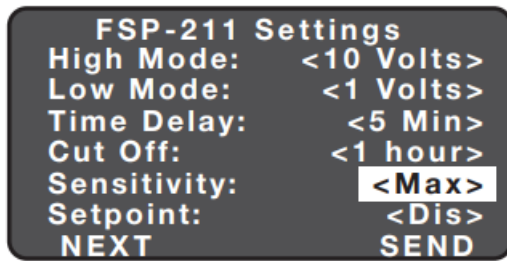 FSP-211 Settings
High Mode: <10 Volts>
Low Mode: <1 Volts>
Time Delay: <5 Min>
Cut Off: <1 hour>
Sensitivity: <Max>
Setpoint: <Dis>
NEXT SEND